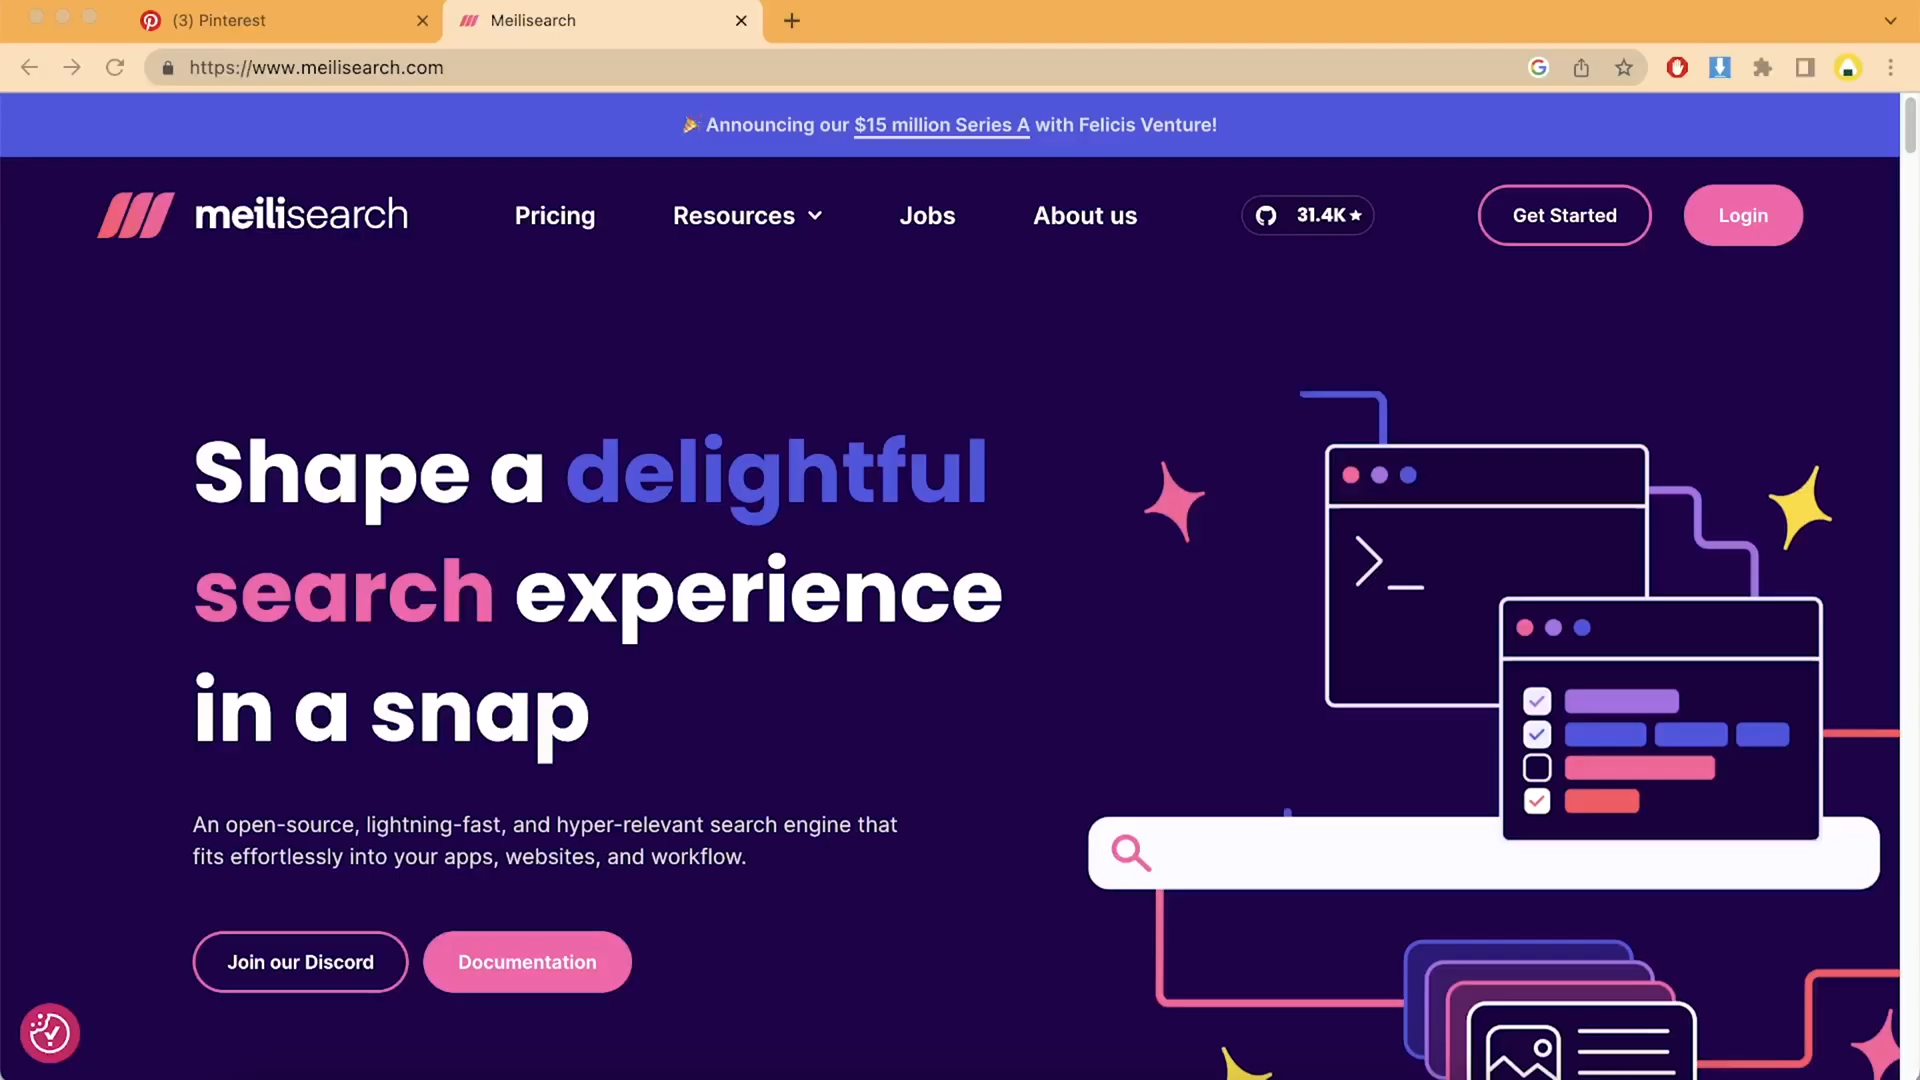 (3) Pinterest
Meilisearch
https://www.meilisearch.com
🎉 Announcing our $15 million Series A with Felicis Venture!
meilisearch
Pricing
Resources
Jobs
About us
31.4K★
Get Started
Login
Shape a delightful
search experience
in a snap
An open-source, lightning-fast, and hyper-relevant search engine that
fits effortlessly into your apps, websites, and workflow.
Join our Discord
Documentation